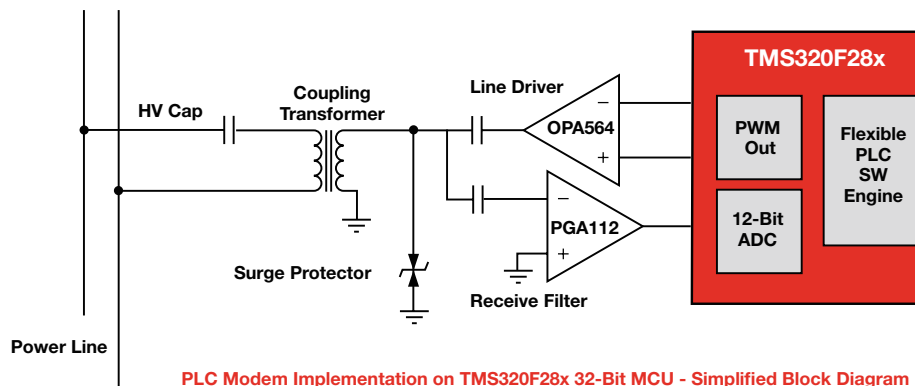 TMS320F28x
Line Driver
Coupling
Transformer
HV Cap
−
OPA564
+
PWM
Out
Flexible
PLC
SW
Engine
−
PGA112
+
12-Bit
ADC
Surge Protector
Receive Filter
Power Line
PLC Modem Implementation on TMS320F28x 32-Bit MCU - Simplified Block Diagram